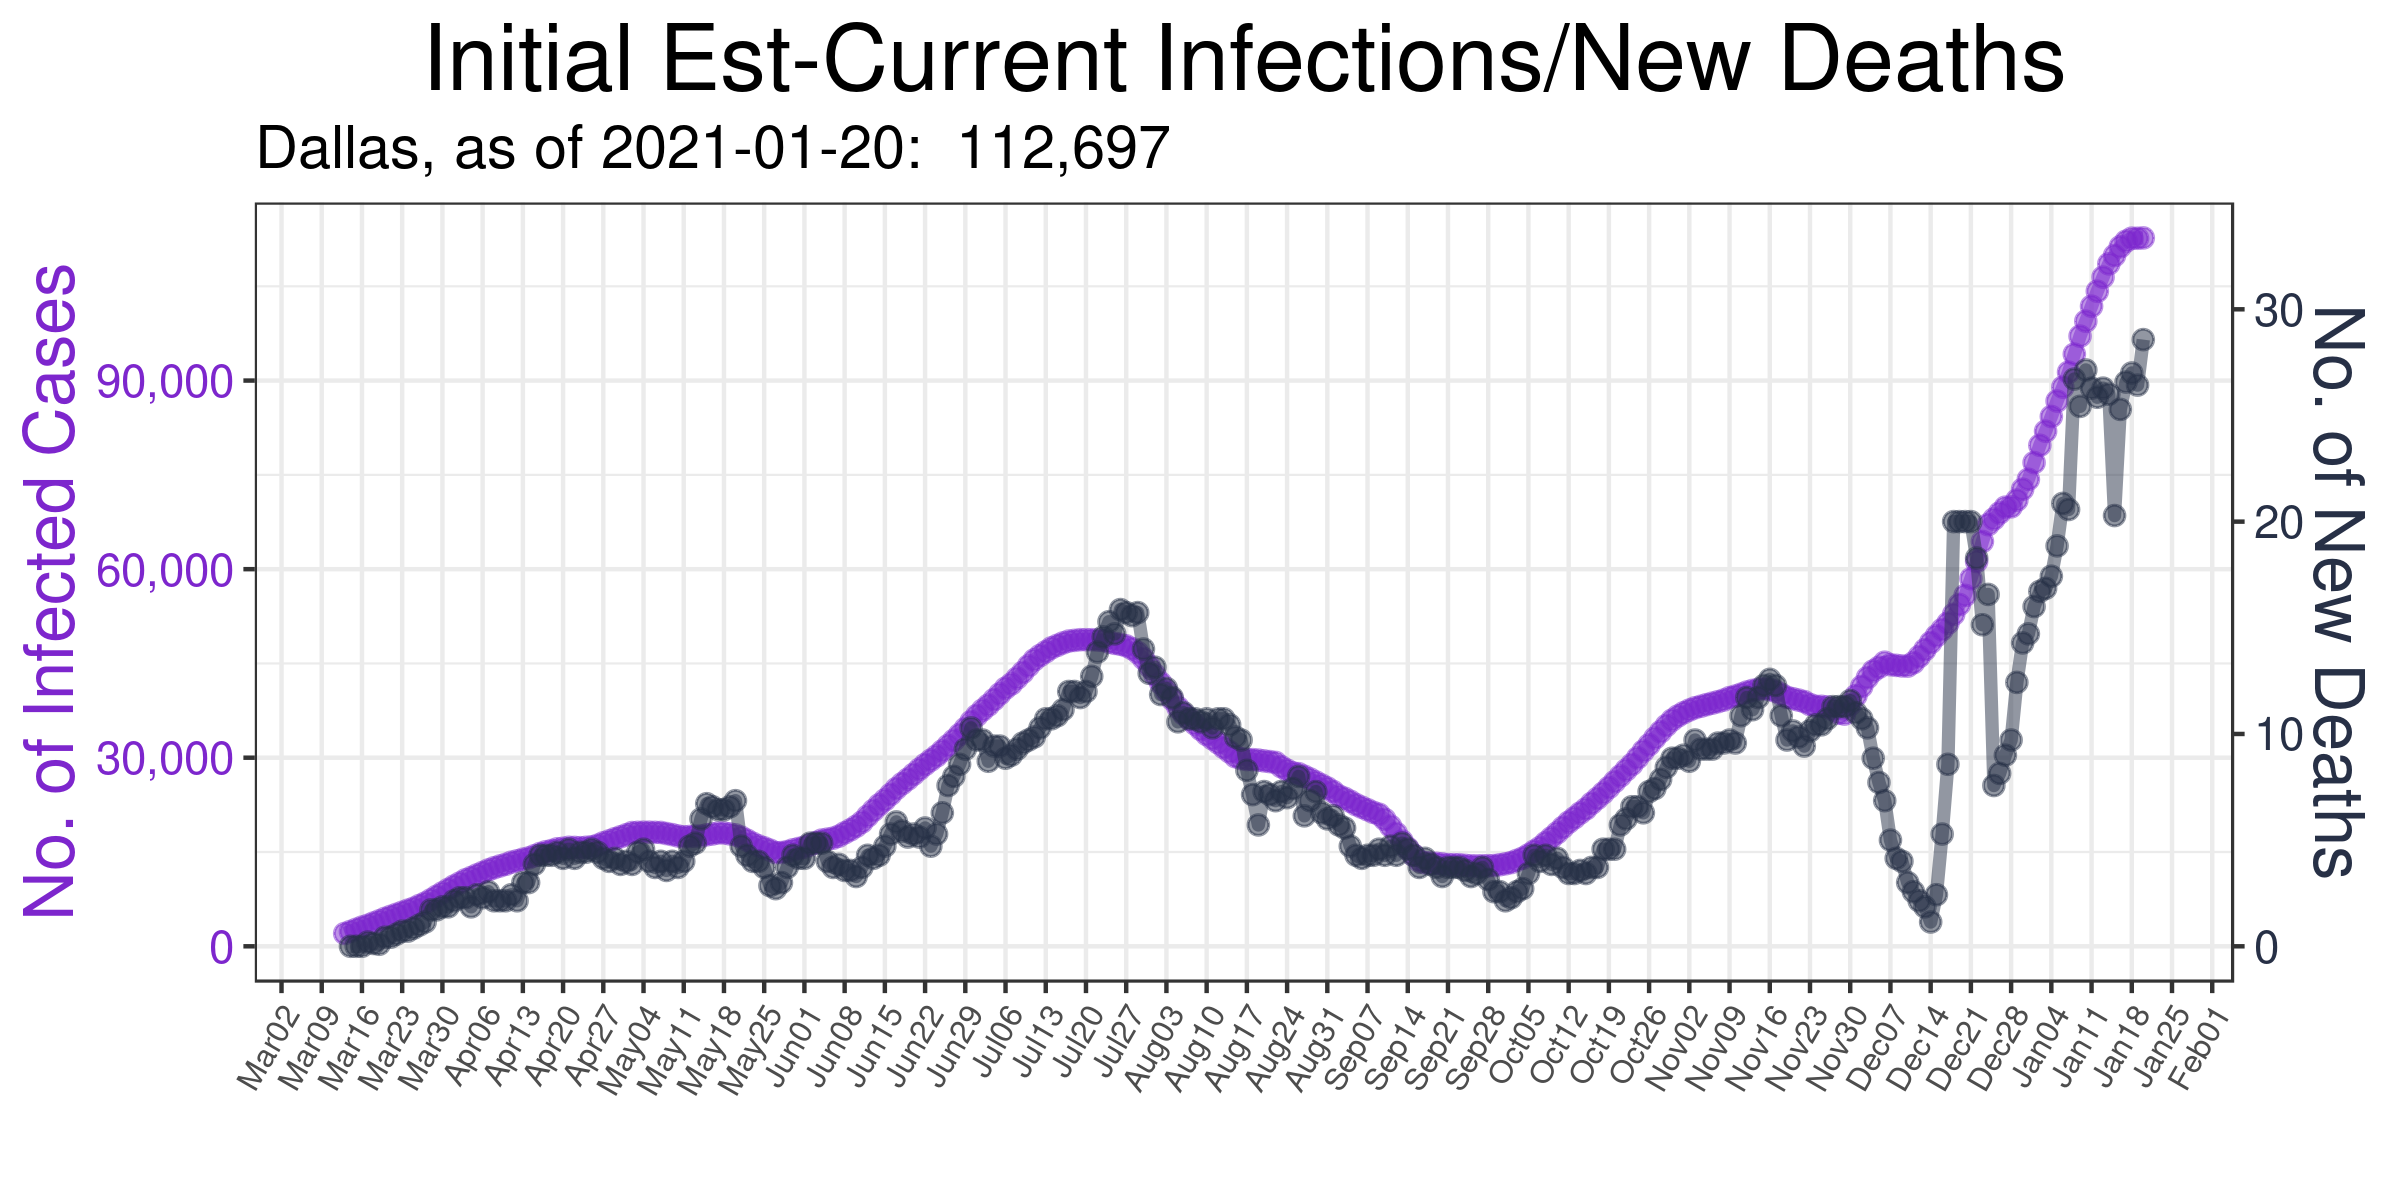 Initial Est-Current Infections/New Deaths
Dallas, as of 2021-01-20:  112,697
No. of Infected Cases
90,000
60,000
30,000
0
30
20
10
0
No. of New Deaths
Mar02
Mar09
Mar16
Mar23
Mar30
Apr06
Apr13
Apr20
Apr27
May04
May11
May18
May25
Jun01
Jun08
Jun15
Jun22
Jun29
Jul06
Jul13
Jul20
Jul27
Aug03
Aug10
Aug17
Aug24
Aug31
Sep07
Sep14
Sep21
Sep28
Oct05
Oct12
Oct19
Oct26
Nov02
Nov09
Nov16
Nov23
Nov30
Dec07
Dec14
Dec21
Dec28
Jan04
Jan11
Jan18
Jan25
Feb01